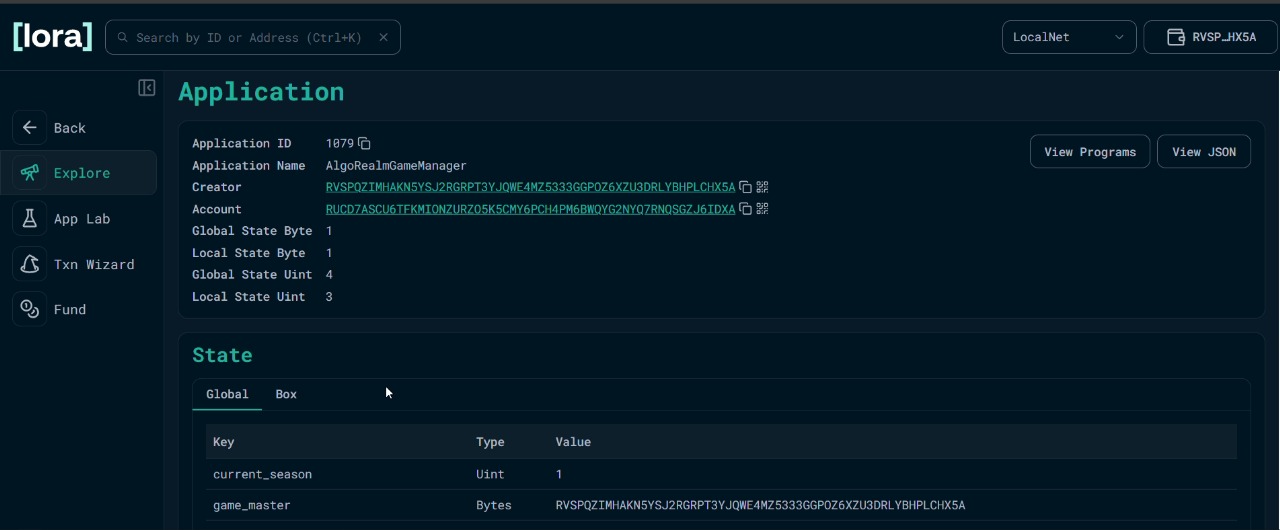 [lora]
Search by ID or Address (Ctrl+K)
LocalNet
RVSP…HX5A
Back
Explore
App Lab
Txn Wizard
Fund
Application
Application ID 1079
Application Name AlgoRealmGameManager
Creator RVSPQZIMHAKN5YSJ2RGRPT3YJQWE4MZ5333GGPOZ6XZU3DRLYBHPLCHX5A
Account RUCD7ASCU6TFKMIONZURZO5K5CMY6PCH4PM6BWQYG2NYQ7RNQSGZJ6IDXA
Global State Byte 1
Local State Byte 1
Global State Uint 4
Local State Uint 3
View Programs
View JSON
State
Global Box
Key Type Value
current_season Uint 1
game_master Bytes RVSPQZIMHAKN5YSJ2RGRPT3YJQWE4MZ5333GGPOZ6XZU3DRLYBHPLCHX5A